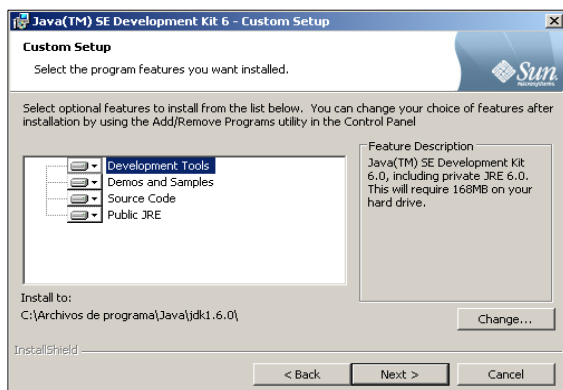 Java(TM) SE Development Kit 6 - Custom Setup
Custom Setup
Select the program features you want installed.
Sun
microsystems
Select optional features to install from the list below. You can change your choice of features after
installation by using the Add/Remove Programs utility in the Control Panel
Development Tools
Demos and Samples
Source Code
Public JRE
Feature Description
Java(TM) SE Development Kit
6.0, including private JRE 6.0.
This will require 168MB on your
hard drive.
Install to:
C:\Archivos de programa\Java\jdk1.6.0\
Change...
InstallShield
< Back
Next >
Cancel